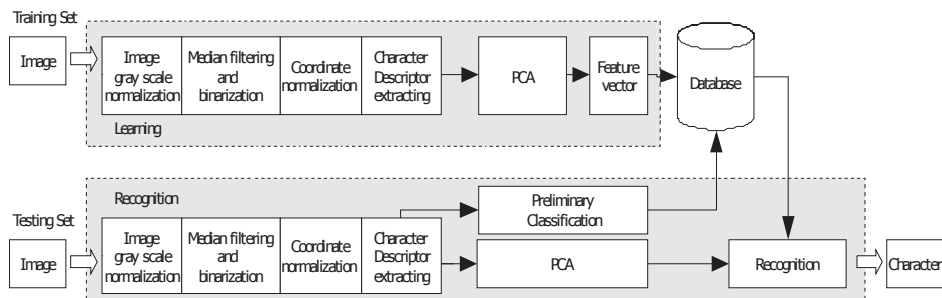 Training Set
Image
Image
gray scale
normalization
Median filtering
and
binarization
Coordinate
normalization
Character
Descriptor
extracting
PCA
Feature
vector
Database
Learning
Recognition
Preliminary
Classification
Testing Set
Image
Image
gray scale
normalization
Median filtering
and
binarization
Coordinate
normalization
Character
Descriptor
extracting
PCA
Recognition
Character